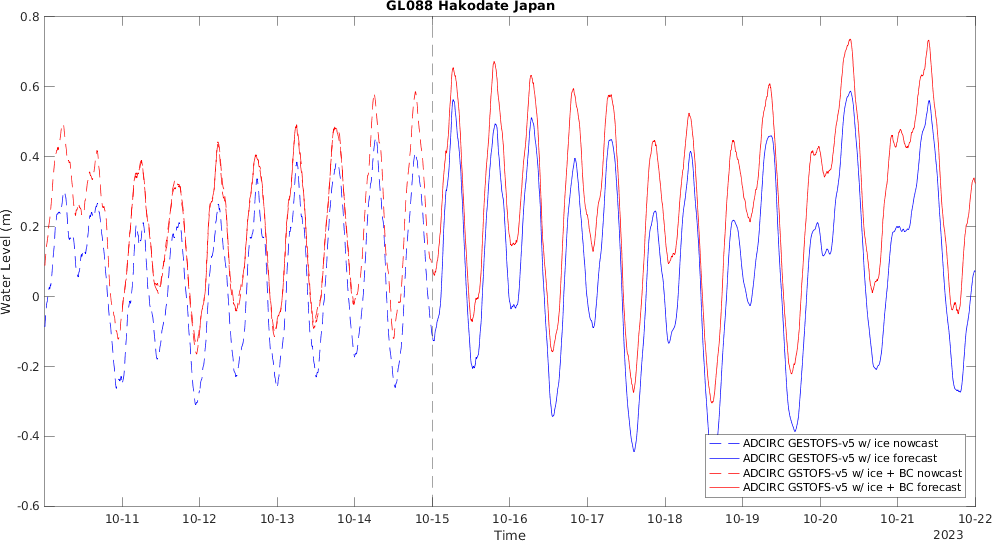 GL088 Hakodate Japan
0.8
0.6
0.4
0.2
0
-0.2
-0.4
-0.6
Water Level (m)
ADCIRC GESTOFS-v5 w/ ice nowcast
ADCIRC GESTOFS-v5 w/ ice forecast
ADCIRC GSTOFS-v5 w/ ice + BC nowcast
ADCIRC GSTOFS-v5 w/ ice + BC forecast
10-11 10-12 10-13 10-14 10-15 10-16 10-17 10-18 10-19 10-20 10-21 10-22
Time
2023